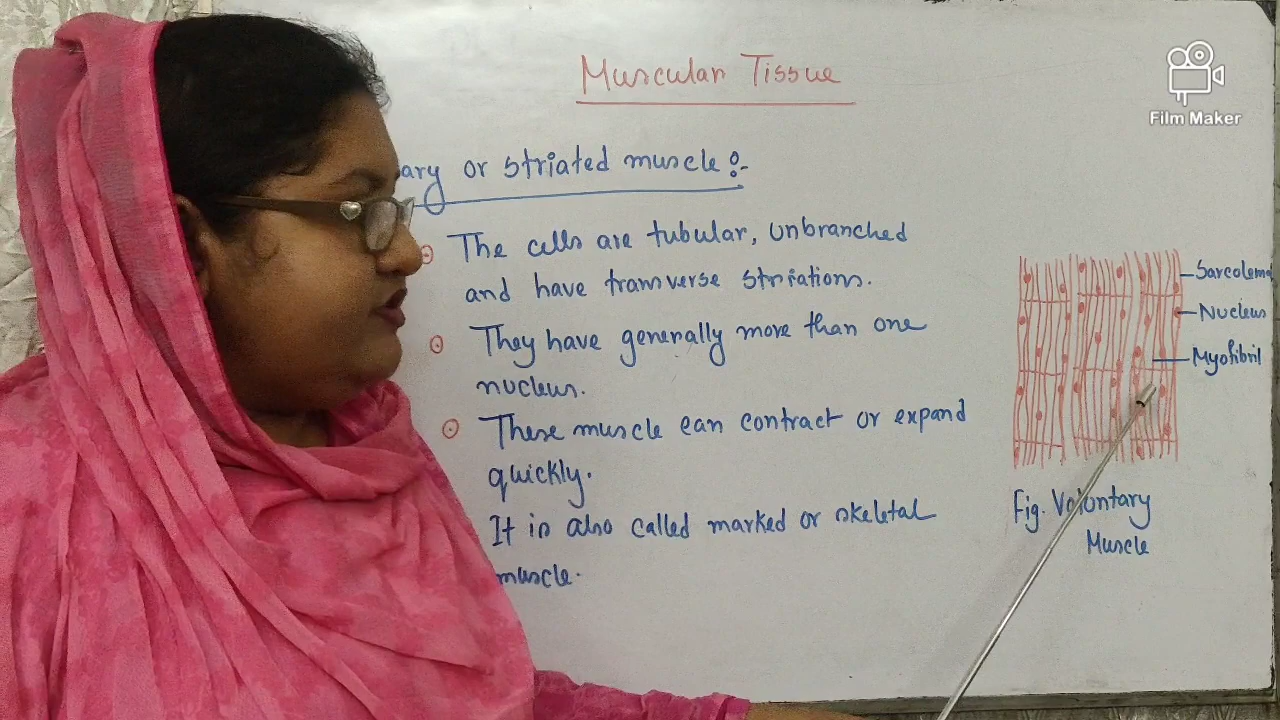 Muscular Tissue
Film Maker
ary or striated muscle:-
The cells are tubular, unbranched
and have transverse striations.
They have generally more than one
nucleus.
These muscle can contract or expand
quickly.
It is also called marked or skeletal
muscle.
Sarcolem
Nucleus
Myofibril
Fig. Voluntary
Muscle